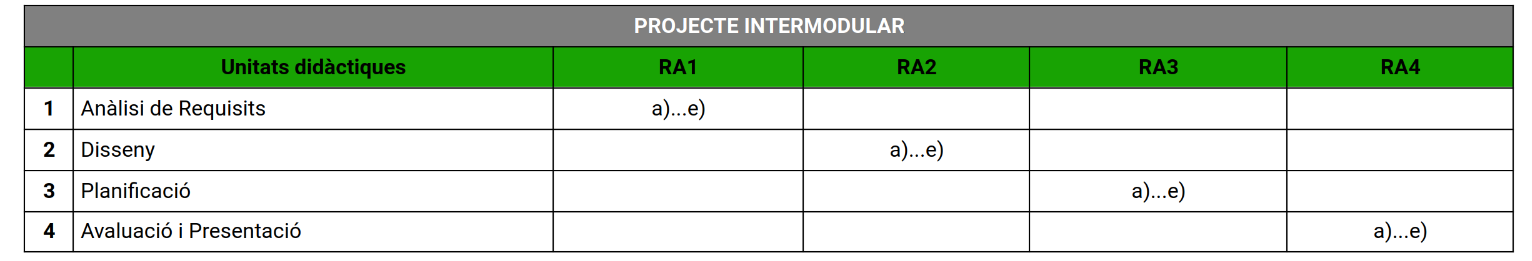 PROJECTE INTERMODULAR
Unitats didàctiques RA1 RA2 RA3 RA4
1 Anàlisi de Requisits a)...e)
2 Disseny a)...e)
3 Planificació a)...e)
4 Avaluació i Presentació a)...e)